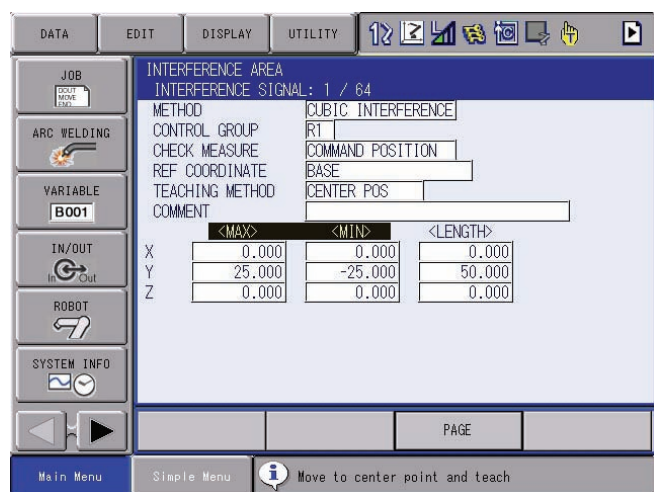 DATA EDIT DISPLAY UTILITY
JOB
DOUT
MOVE
END
ARC WELDING
VARIABLE
B001
IN/OUT
In Out
ROBOT
SYSTEM INFO
INTERFERENCE AREA
INTERFERENCE SIGNAL: 1 / 64
METHOD CUBIC INTERFERENCE
CONTROL GROUP R1
CHECK MEASURE COMMAND POSITION
REF COORDINATE BASE
TEACHING METHOD CENTER POS
COMMENT
<MAX> <MIN> <LENGTH>
X 0.000 0.000 0.000
Y 25.000 -25.000 50.000
Z 0.000 0.000 0.000
PAGE
Main Menu Simple Menu Move to center point and teach